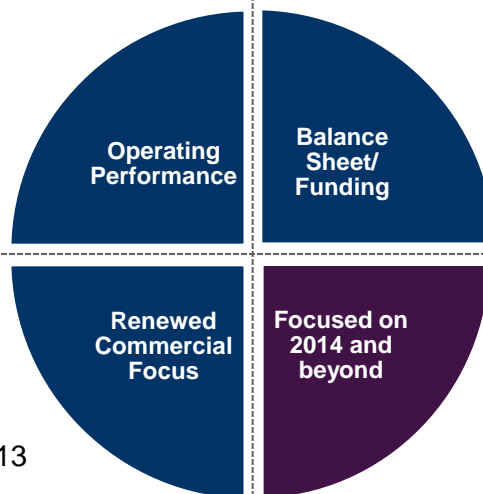 Operating
Performance
Balance
Sheet/
Funding
Renewed
Commercial
Focus
Focused on
2014 and
beyond
13